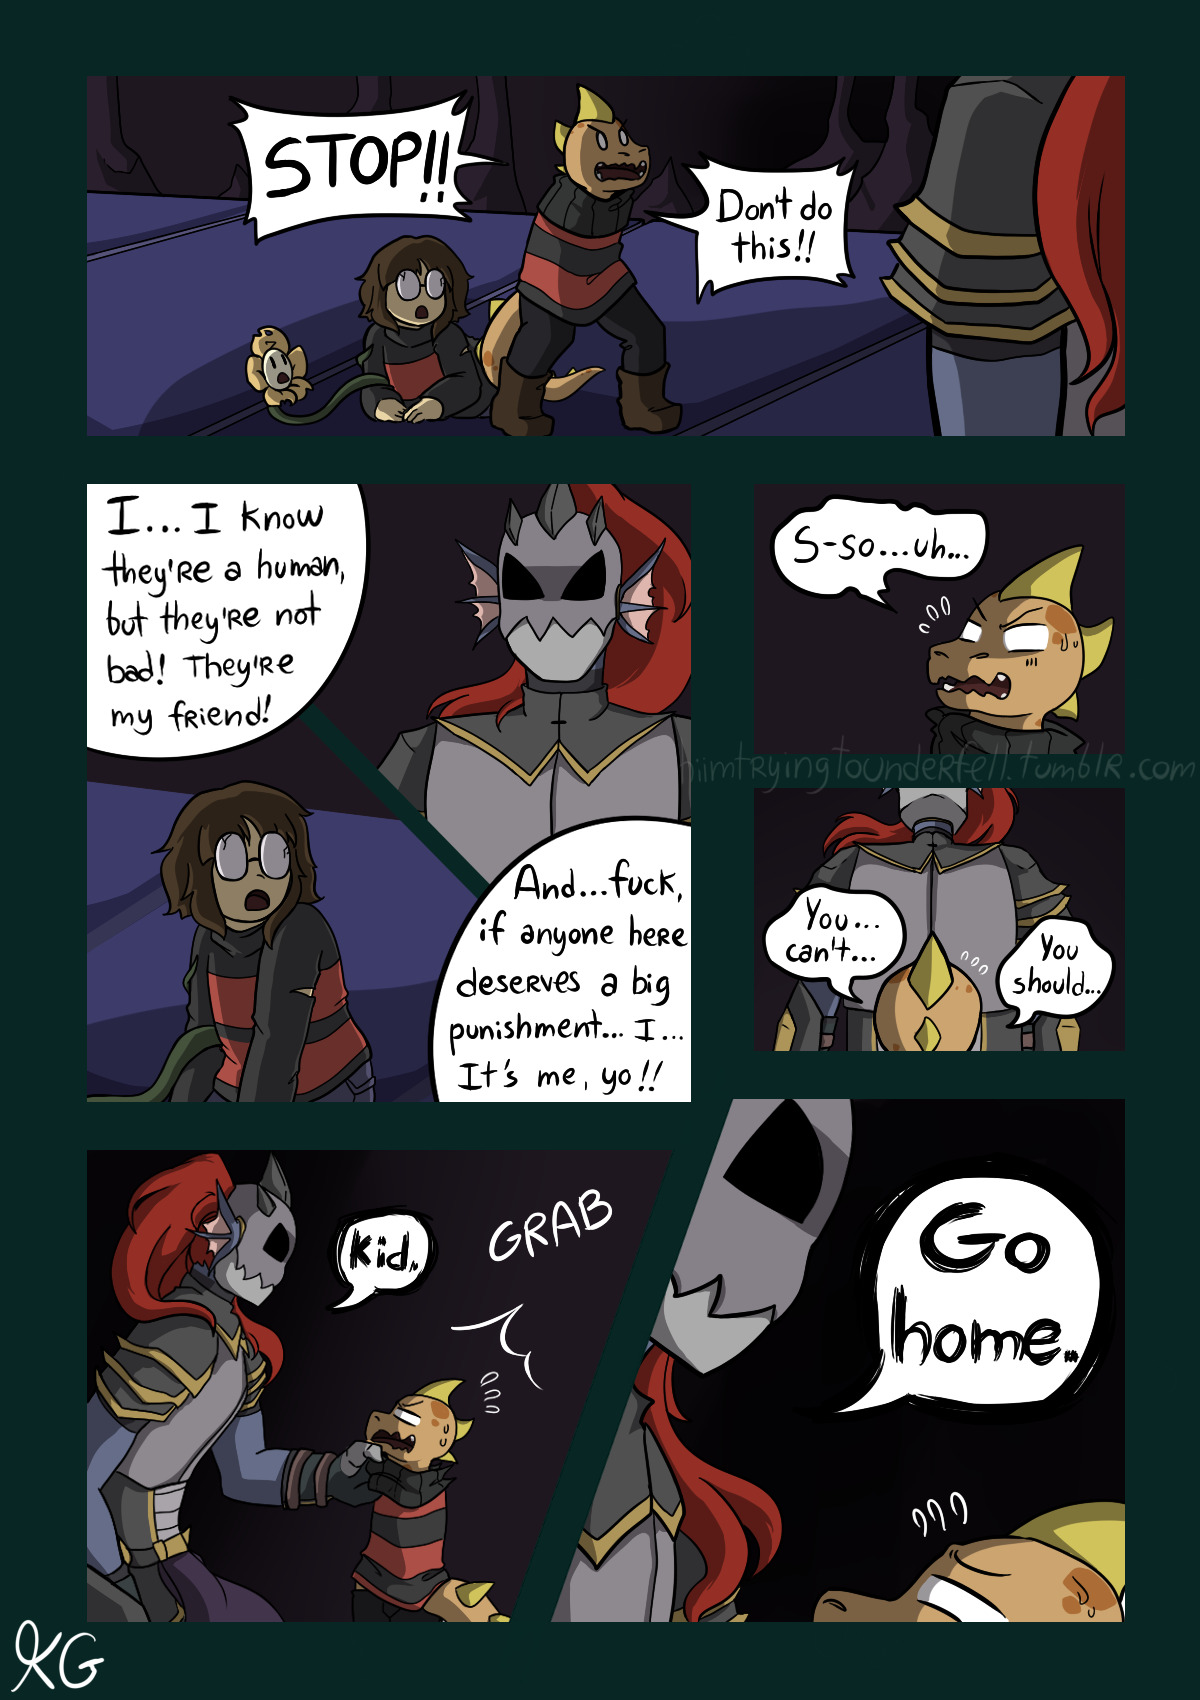 STOP!!
Don't do
this!!
I... I know
they're a human,
but they're not
bad! They're
my friend!
And...fuck,
if anyone here
deserves a big
punishment... I...
It's me, yo!!
S-so...uh...
hiimtryingtounderfell.tumblr.com
You...
can't...
You
should...
Kid..
GRAB
Go
home...
KG